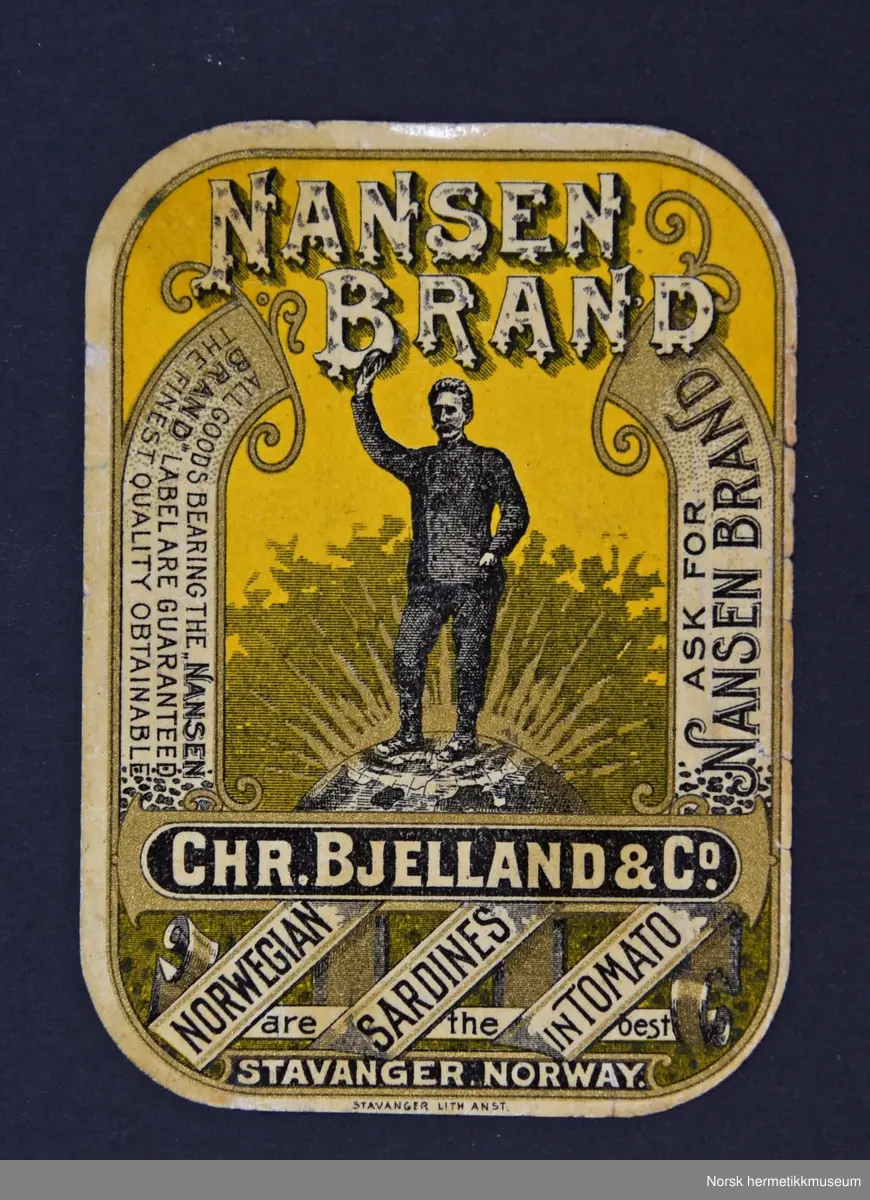 NANSEN
BRAND
ALL GOODS BEARING THE „NANSEN
BRAND" LABEL ARE GUARANTEED
THE FINEST QUALITY OBTAINABLE
ASK FOR
NANSEN BRAND
CHR. BJELLAND & Co.
NORWEGIAN SARDINES IN TOMATO
are the best
STAVANGER. NORWAY.
STAVANGER LITH ANST.
Norsk hermetikkmuseum